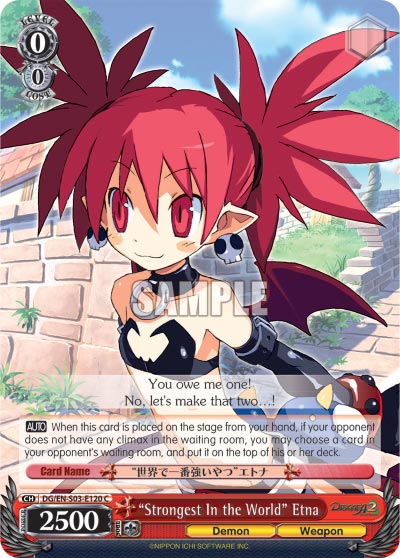 LEVEL
0
0
COST
SAMPLE
You owe me one!
No, let's make that two...!
AUTO When this card is placed on the stage from your hand, if your opponent
does not have any climax in the waiting room, you may choose a card in
your opponent's waiting room, and put it on the top of his or her deck.
Card Name "世界で一番強いやつ"エトナ
CH DG/EN-S03-E120 C
2500
"Strongest In the World" Etna
DISGAEA 2
Demon Weapon
©NIPPON ICHI SOFTWARE INC.